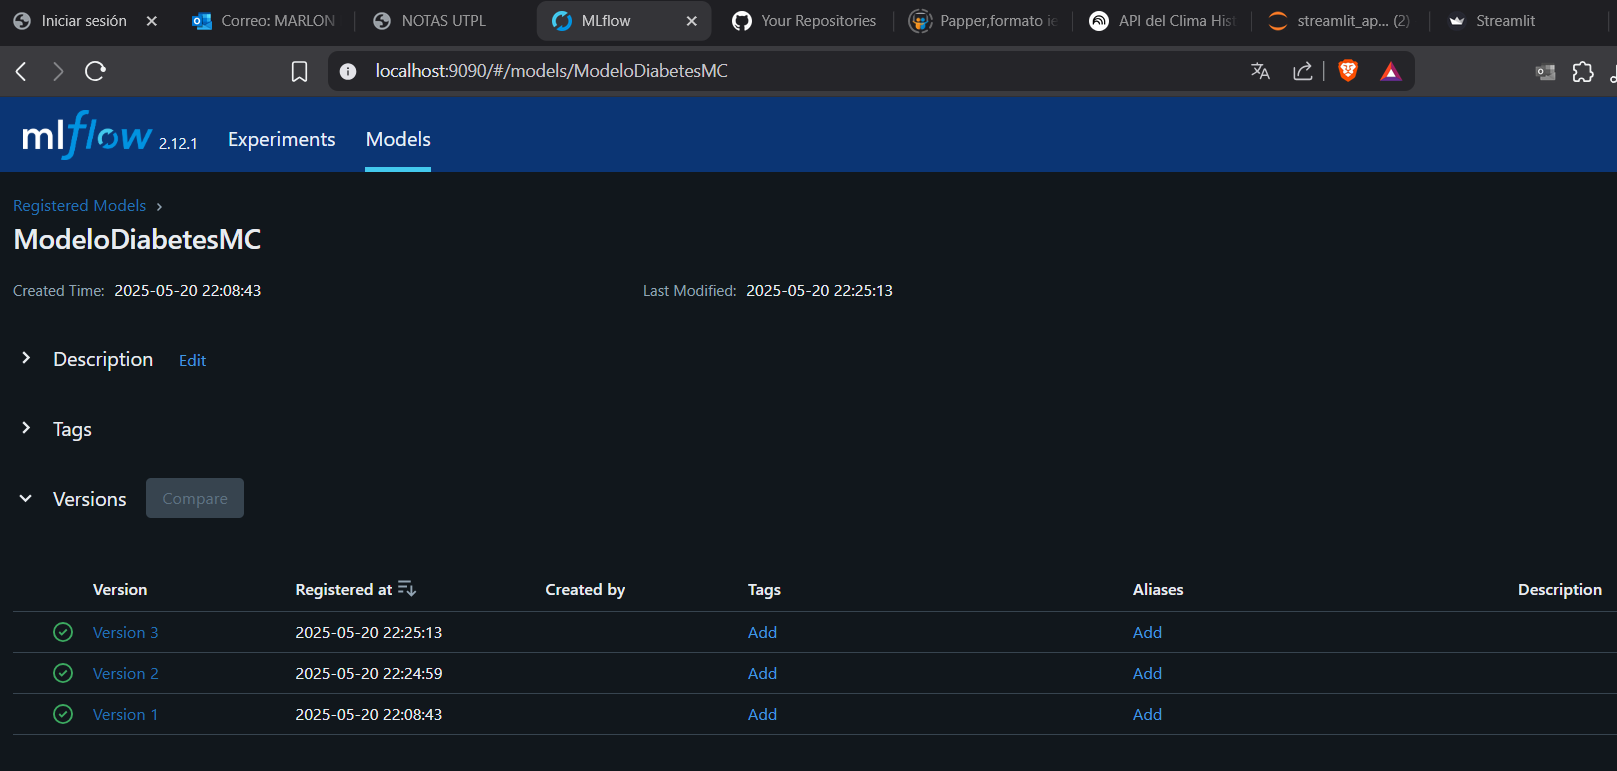 Iniciar sesión
Correo: MARLON
NOTAS UTPL
MLflow
Your Repositories
Papper,formato ie
API del Clima Hist
streamlit_ap... (2)
Streamlit
localhost:9090/#/models/ModeloDiabetesMC
mlflow 2.12.1
Experiments
Models
Registered Models
ModeloDiabetesMC
Created Time: 2025-05-20 22:08:43
Last Modified: 2025-05-20 22:25:13
Description Edit
Tags
Versions Compare
Version Registered at Created by Tags Aliases Description
Version 3 2025-05-20 22:25:13 Add Add
Version 2 2025-05-20 22:24:59 Add Add
Version 1 2025-05-20 22:08:43 Add Add